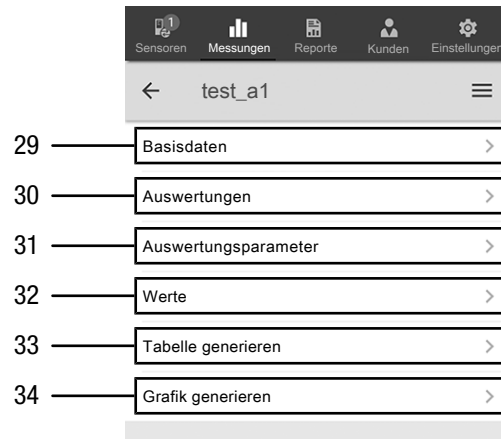 1
Sensoren Messungen Reporte Kunden Einstellungen
test_a1
29 Basisdaten
30 Auswertungen
31 Auswertungsparameter
32 Werte
33 Tabelle generieren
34 Grafik generieren